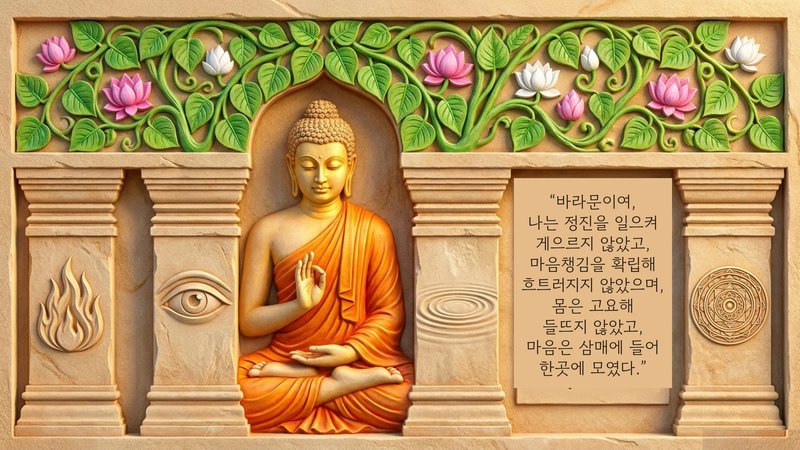 “바라문이여,
나는 정진을 일으켜
게으르지 않았고,
마음챙김을 확립해
흐트러지지 않았으며,
몸은 고요해
들뜨지 않았고,
마음은 삼매에 들어
한곳에 모였다.”